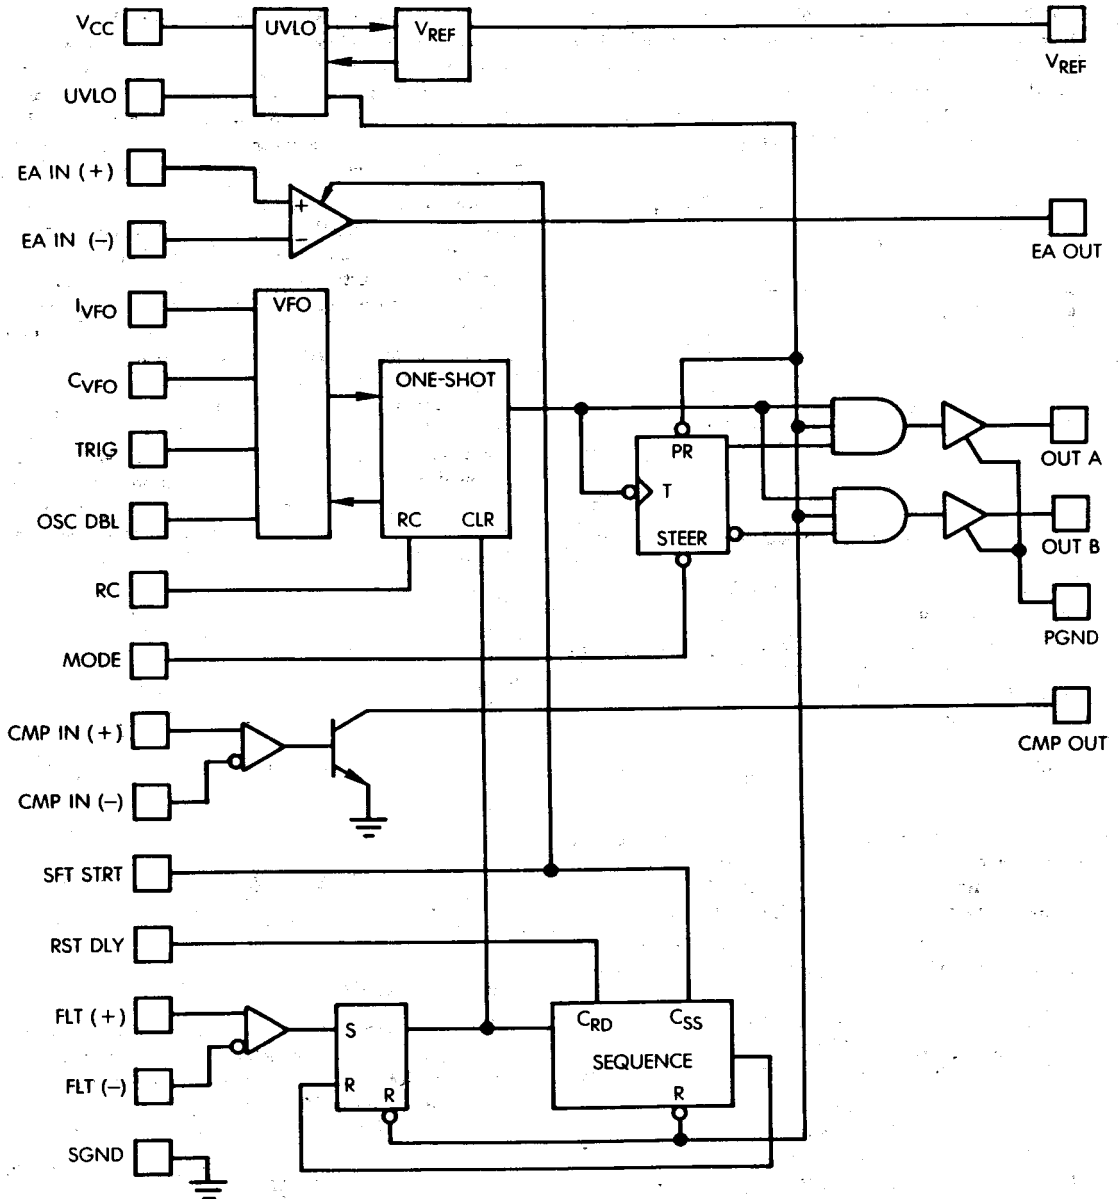 VCC
UVLO
VREF
VREF
UVLO
EA IN (+)
+
EA IN (–)
–
EA OUT
IVFO
VFO
CVFO
ONE-SHOT
TRIG
PR
OUT A
T
OSC DBL
RC
CLR
STEER
OUT B
RC
PGND
MODE
CMP IN (+)
CMP OUT
CMP IN (–)
SFT STRT
RST DLY
FLT (+)
S
CRD
CSS
SEQUENCE
FLT (–)
R
R
R
SGND